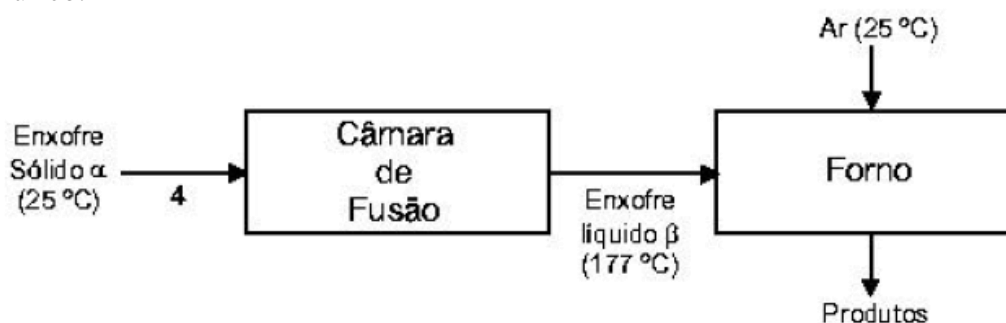 Ar (25 ºC)
Enxofre
Sólido α
(25 ºC)
4
Câmara
de
Fusão
Enxofre
líquido β
(177 ºC)
Forno
Produtos